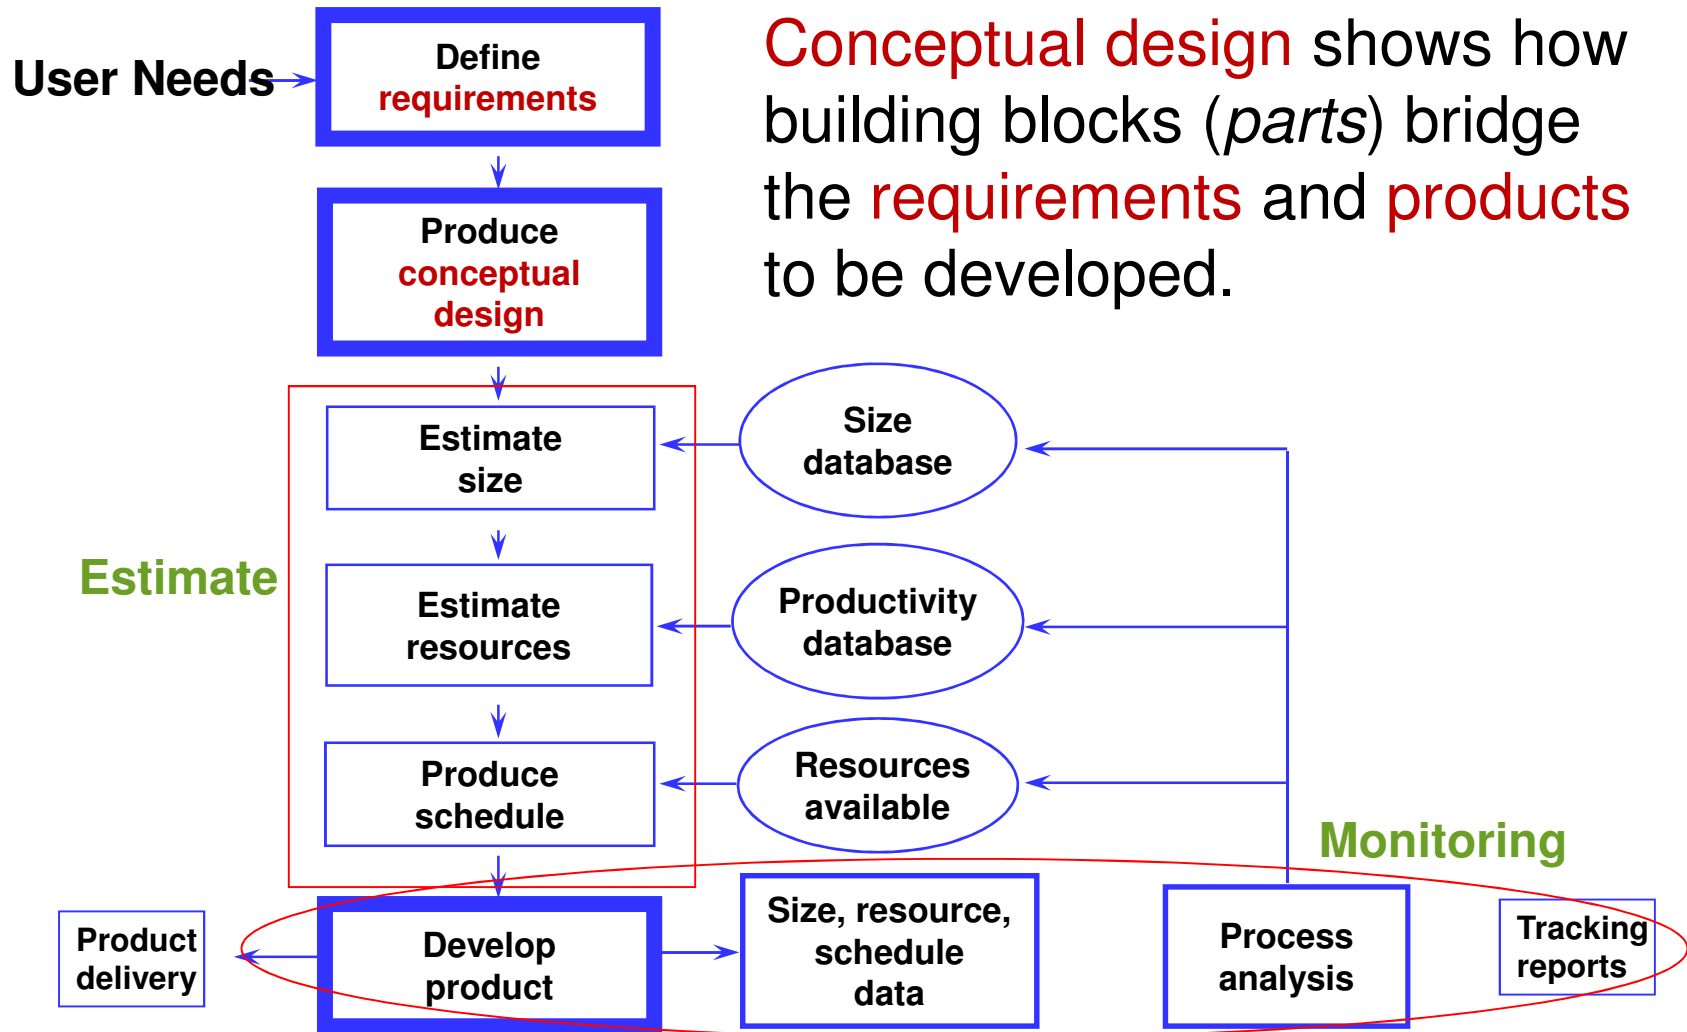 User Needs
Define
requirements
Conceptual design shows how
building blocks (parts) bridge
the requirements and products
to be developed.
Produce
conceptual
design
Estimate
Estimate
size
Size
database
Estimate
resources
Productivity
database
Produce
schedule
Resources
available
Monitoring
Product
delivery
Develop
product
Size, resource,
schedule
data
Process
analysis
Tracking
reports